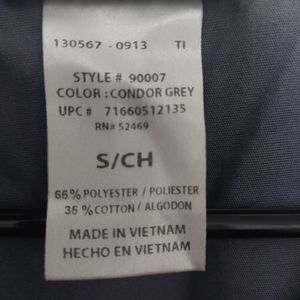 130567 - 0913 TI
STYLE # 90007
COLOR : CONDOR GREY
UPC # 71660512135
RN# 52469
S/CH
65% POLYESTER / POLIESTER
35 % COTTON / ALGODON
MADE IN VIETNAM
HECHO EN VIETNAM